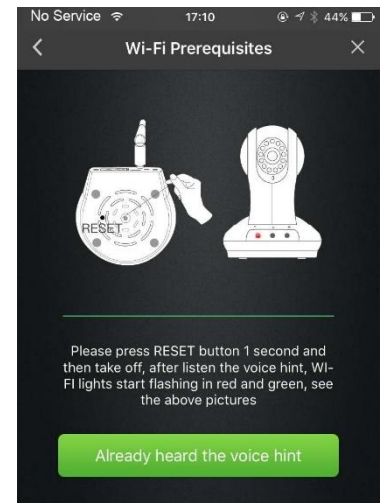 No Service 17:10 44%
Wi-Fi Prerequisites
RESET
Please press RESET button 1 second and
then take off, after listen the voice hint, WI-
FI lights start flashing in red and green, see
the above pictures
Already heard the voice hint